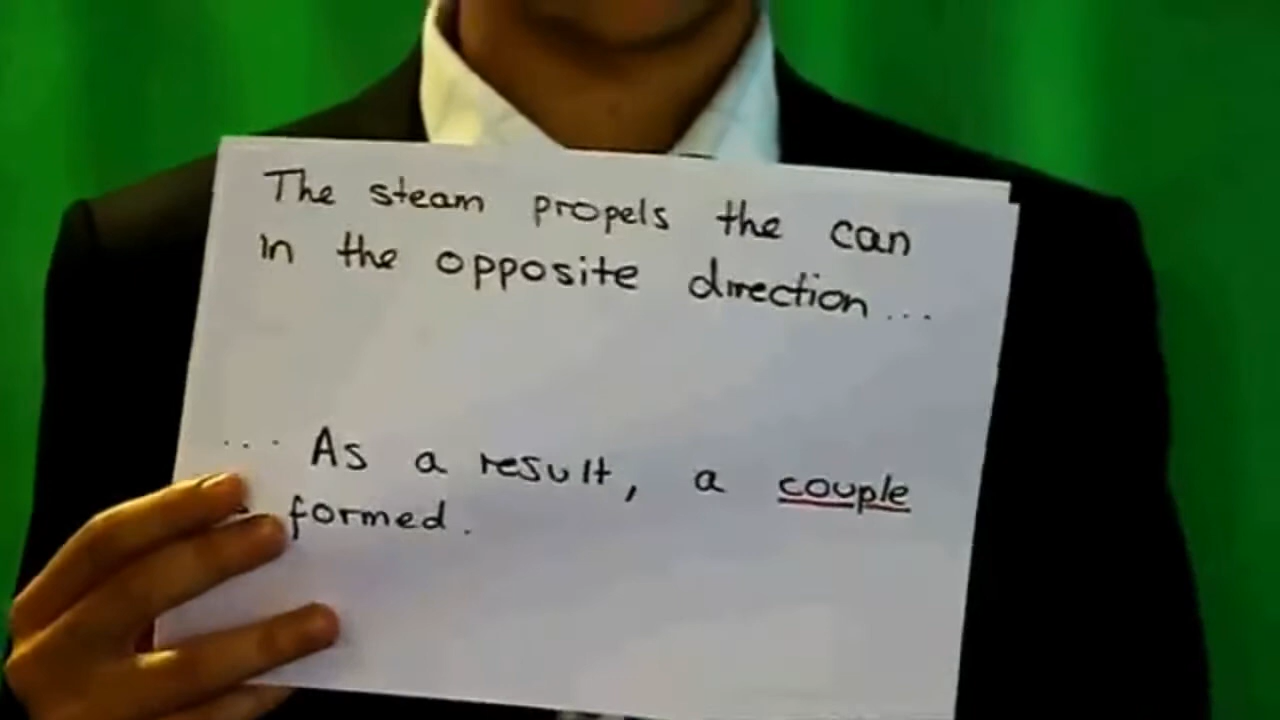 The steam propels the can
in the opposite direction...
... As a result, a couple
formed.